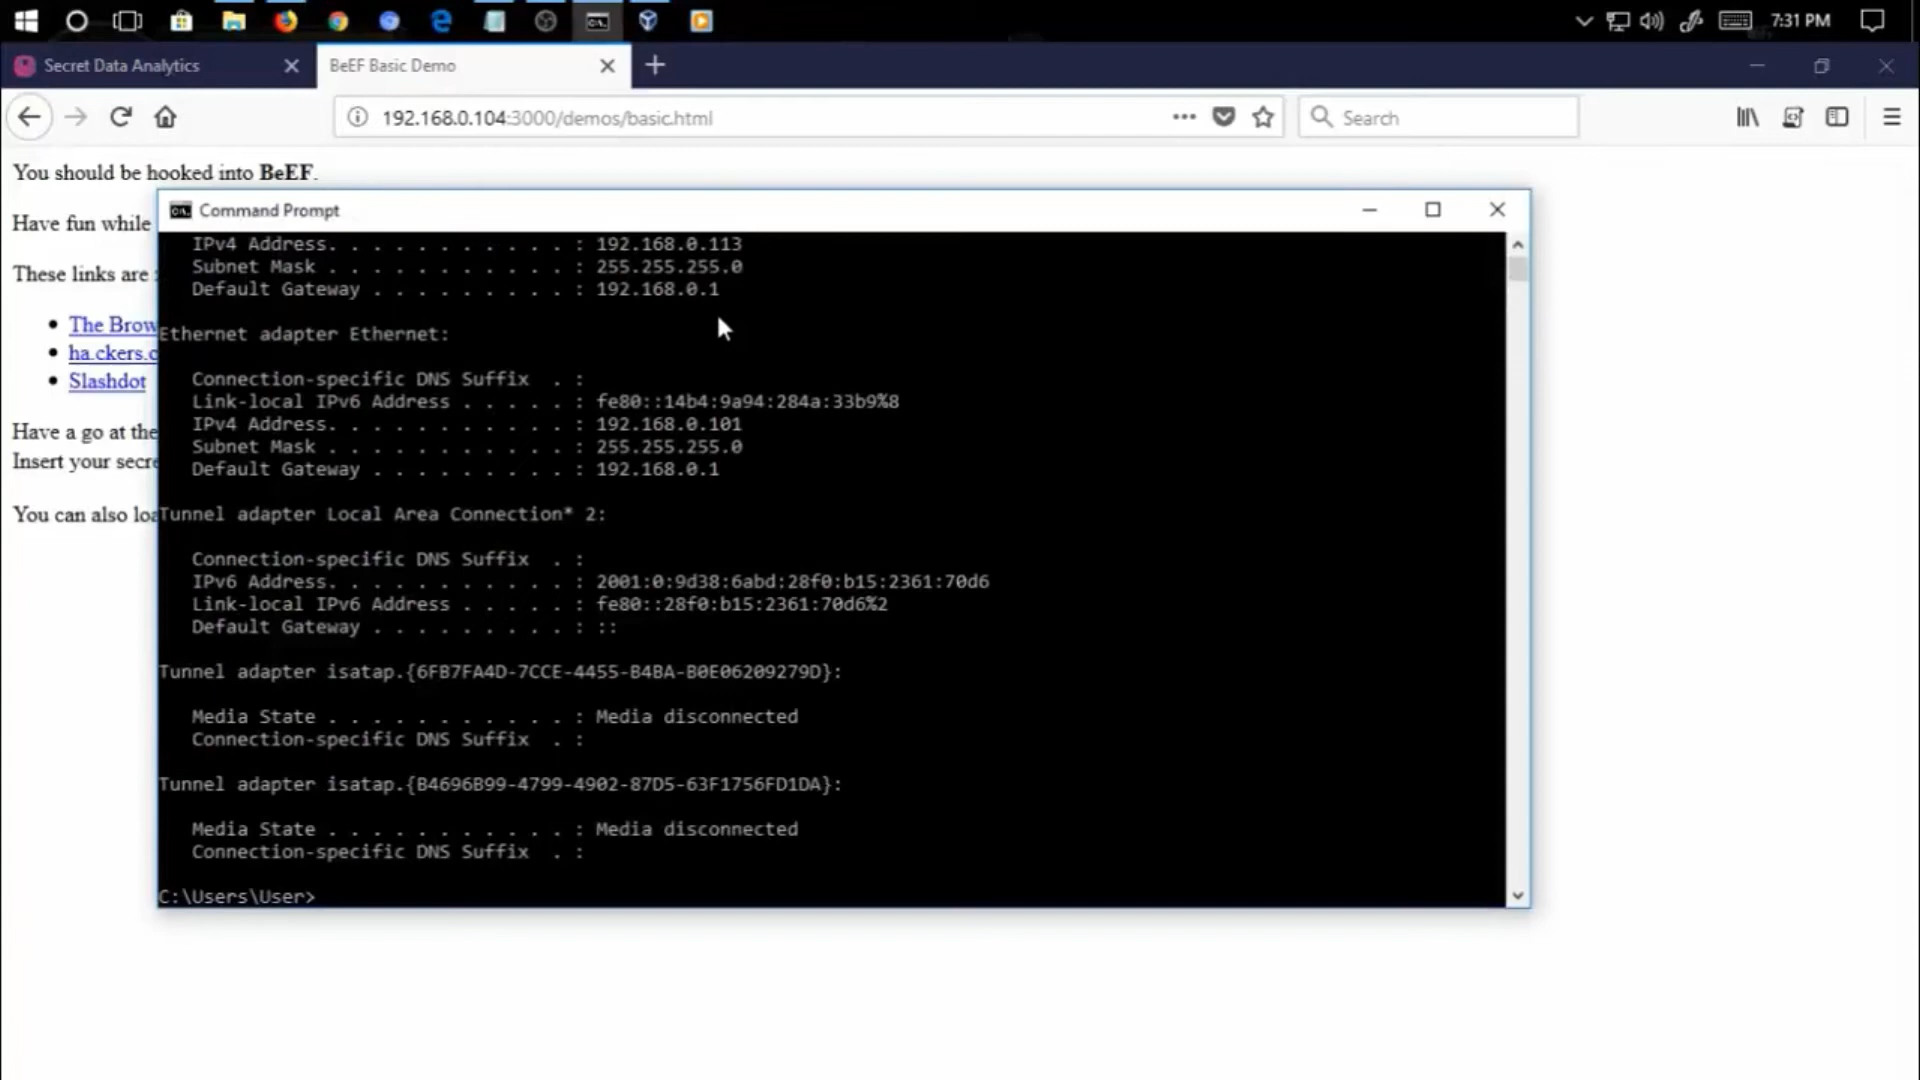 7:31 PM
Secret Data Analytics
BeEF Basic Demo
192.168.0.104:3000/demos/basic.html
Search
You should be hooked into BeEF.
Have fun while
These links are
The Brow
ha.ckers.o
Slashdot
Have a go at the
Insert your secre
You can also loa
Command Prompt
IPv4 Address. . . . . . . . . . . : 192.168.0.113
Subnet Mask . . . . . . . . . . . : 255.255.255.0
Default Gateway . . . . . . . . . : 192.168.0.1
Ethernet adapter Ethernet:
Connection-specific DNS Suffix . :
Link-local IPv6 Address . . . . . : fe80::14b4:9a94:284a:33b9%8
IPv4 Address. . . . . . . . . . . : 192.168.0.101
Subnet Mask . . . . . . . . . . . : 255.255.255.0
Default Gateway . . . . . . . . . : 192.168.0.1
Tunnel adapter Local Area Connection* 2:
Connection-specific DNS Suffix . :
IPv6 Address. . . . . . . . . . . : 2001:0:9d38:6abd:28f0:b15:2361:70d6
Link-local IPv6 Address . . . . . : fe80::28f0:b15:2361:70d6%2
Default Gateway . . . . . . . . . : ::
Tunnel adapter isatap.{6FB7FA4D-7CCE-4455-B4BA-B0E06209279D}:
Media State . . . . . . . . . . . : Media disconnected
Connection-specific DNS Suffix . :
Tunnel adapter isatap.{B4696B99-4799-4902-87D5-63F1756FD1DA}:
Media State . . . . . . . . . . . : Media disconnected
Connection-specific DNS Suffix . :
C:\Users\User>